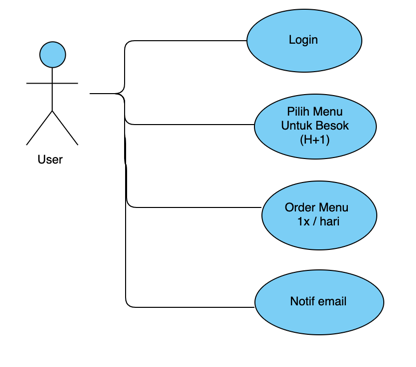 Login
Pilih Menu
Untuk Besok
(H+1)
User
Order Menu
1x / hari
Notif email